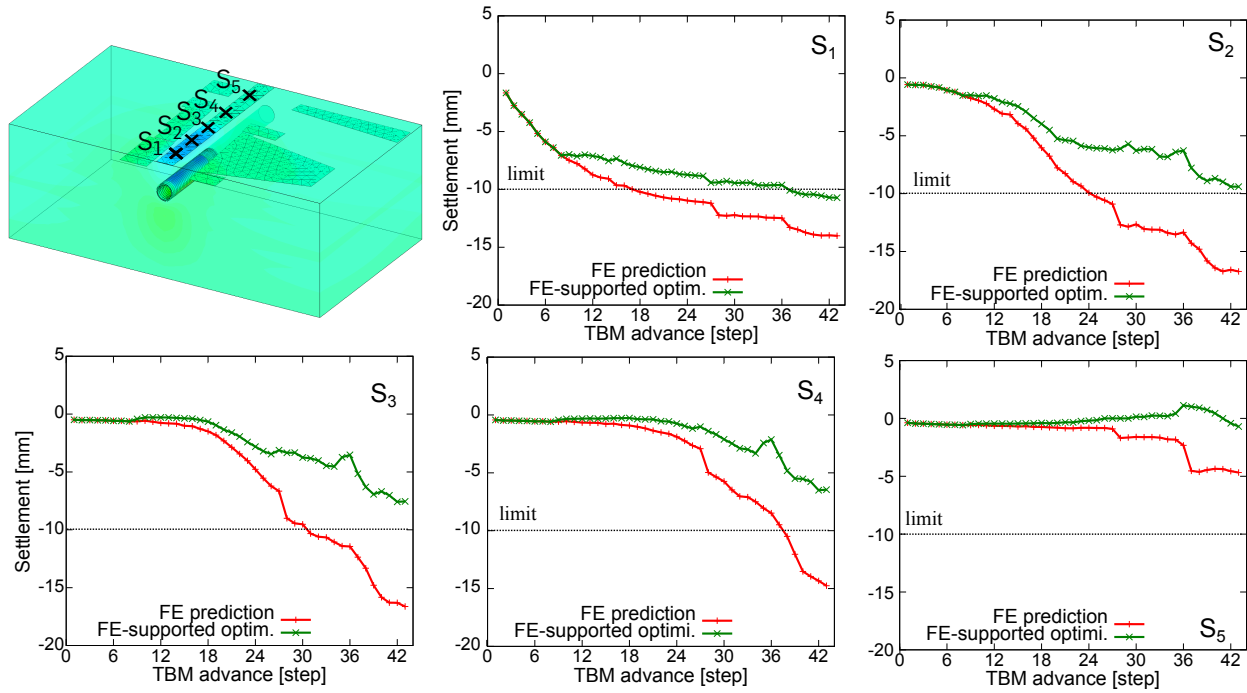 S5
S4
S3
S2
S1
5
0
-5
-10
-15
-20
Settlement [mm]
S1
limit
FE prediction
FE-supported optim.
0 6 12 18 24 30 36 42
TBM advance [step]
5
0
-5
-10
-15
-20
S2
limit
FE prediction
FE-supported optim.
0 6 12 18 24 30 36 42
TBM advance [step]
5
0
-5
-10
-15
-20
Settlement [mm]
S3
FE prediction
FE-supported optim.
0 6 12 18 24 30 36 42
TBM advance [step]
5
0
-5
-10
-15
-20
S4
limit
FE prediction
FE-supported optimi.
0 6 12 18 24 30 36 42
TBM advance [step]
5
0
-5
-10
-15
-20
limit
FE prediction
FE-supported optimi.
S5
0 6 12 18 24 30 36 42
TBM advance [step]